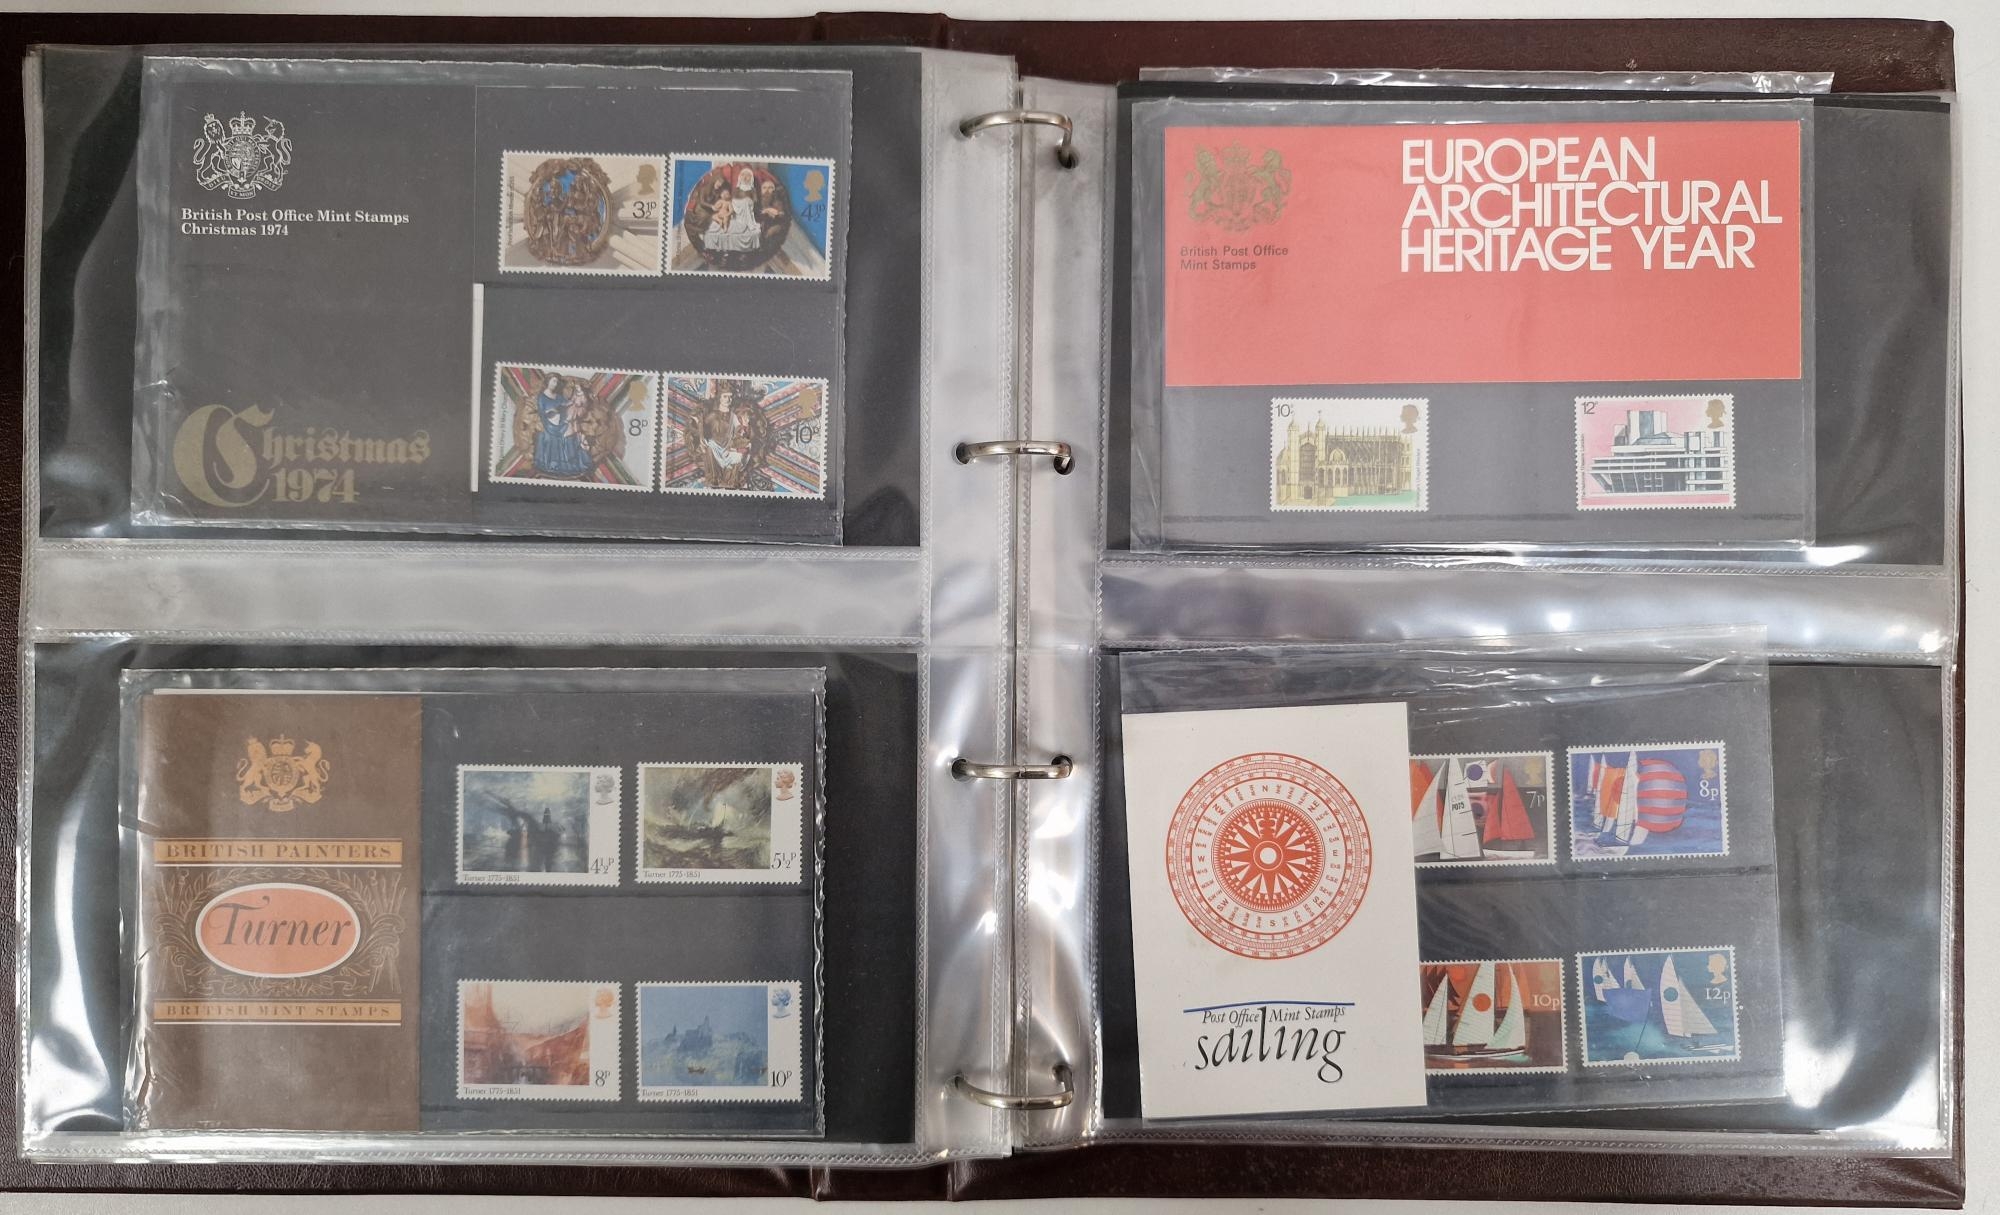 British Post Office Mint Stamps
Christmas 1974
Christmas
1974
3½P
4½P
8P
10P
EUROPEAN
ARCHITECTURAL
HERITAGE YEAR
British Post Office
Mint Stamps
10P
12P
BRITISH PAINTERS
Turner
BRITISH MINT STAMPS
4½P
Turner 1775-1851
5½P
Turner 1775-1851
8P
Turner 1775-1851
10P
Turner 1775-1851
Post Office Mint Stamps
sailing
7p
8p
10p
12p